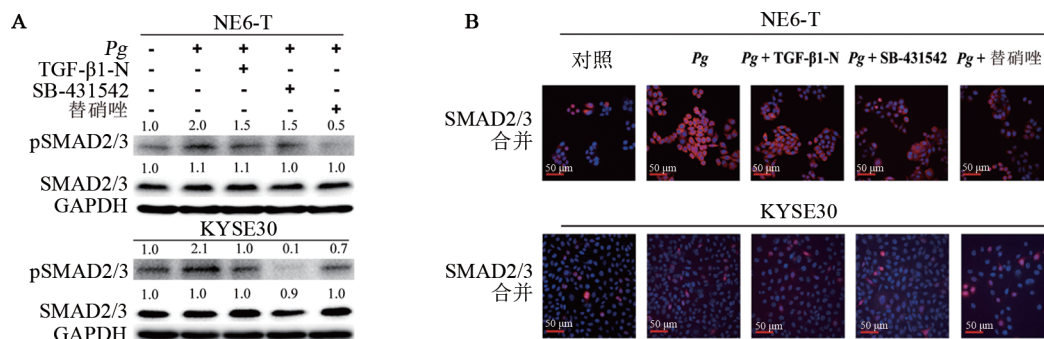 A
NE6-T
Pg - + + + +
TGF-β1-N - - + - -
SB-431542 - - - + -
替硝唑 - - - - +
1.0 2.0 1.5 1.5 0.5
pSMAD2/3
1.0 1.1 1.1 1.0 1.0
SMAD2/3
GAPDH
KYSE30
1.0 2.1 1.0 0.1 0.7
pSMAD2/3
1.0 1.0 1.0 0.9 1.0
SMAD2/3
GAPDH
B
NE6-T
对照 Pg Pg + TGF-β1-N Pg + SB-431542 Pg + 替硝唑
SMAD2/3
合并
50 μm 50 μm 50 μm 50 μm 50 μm
KYSE30
SMAD2/3
合并
50 μm 50 μm 50 μm 50 μm 50 μm